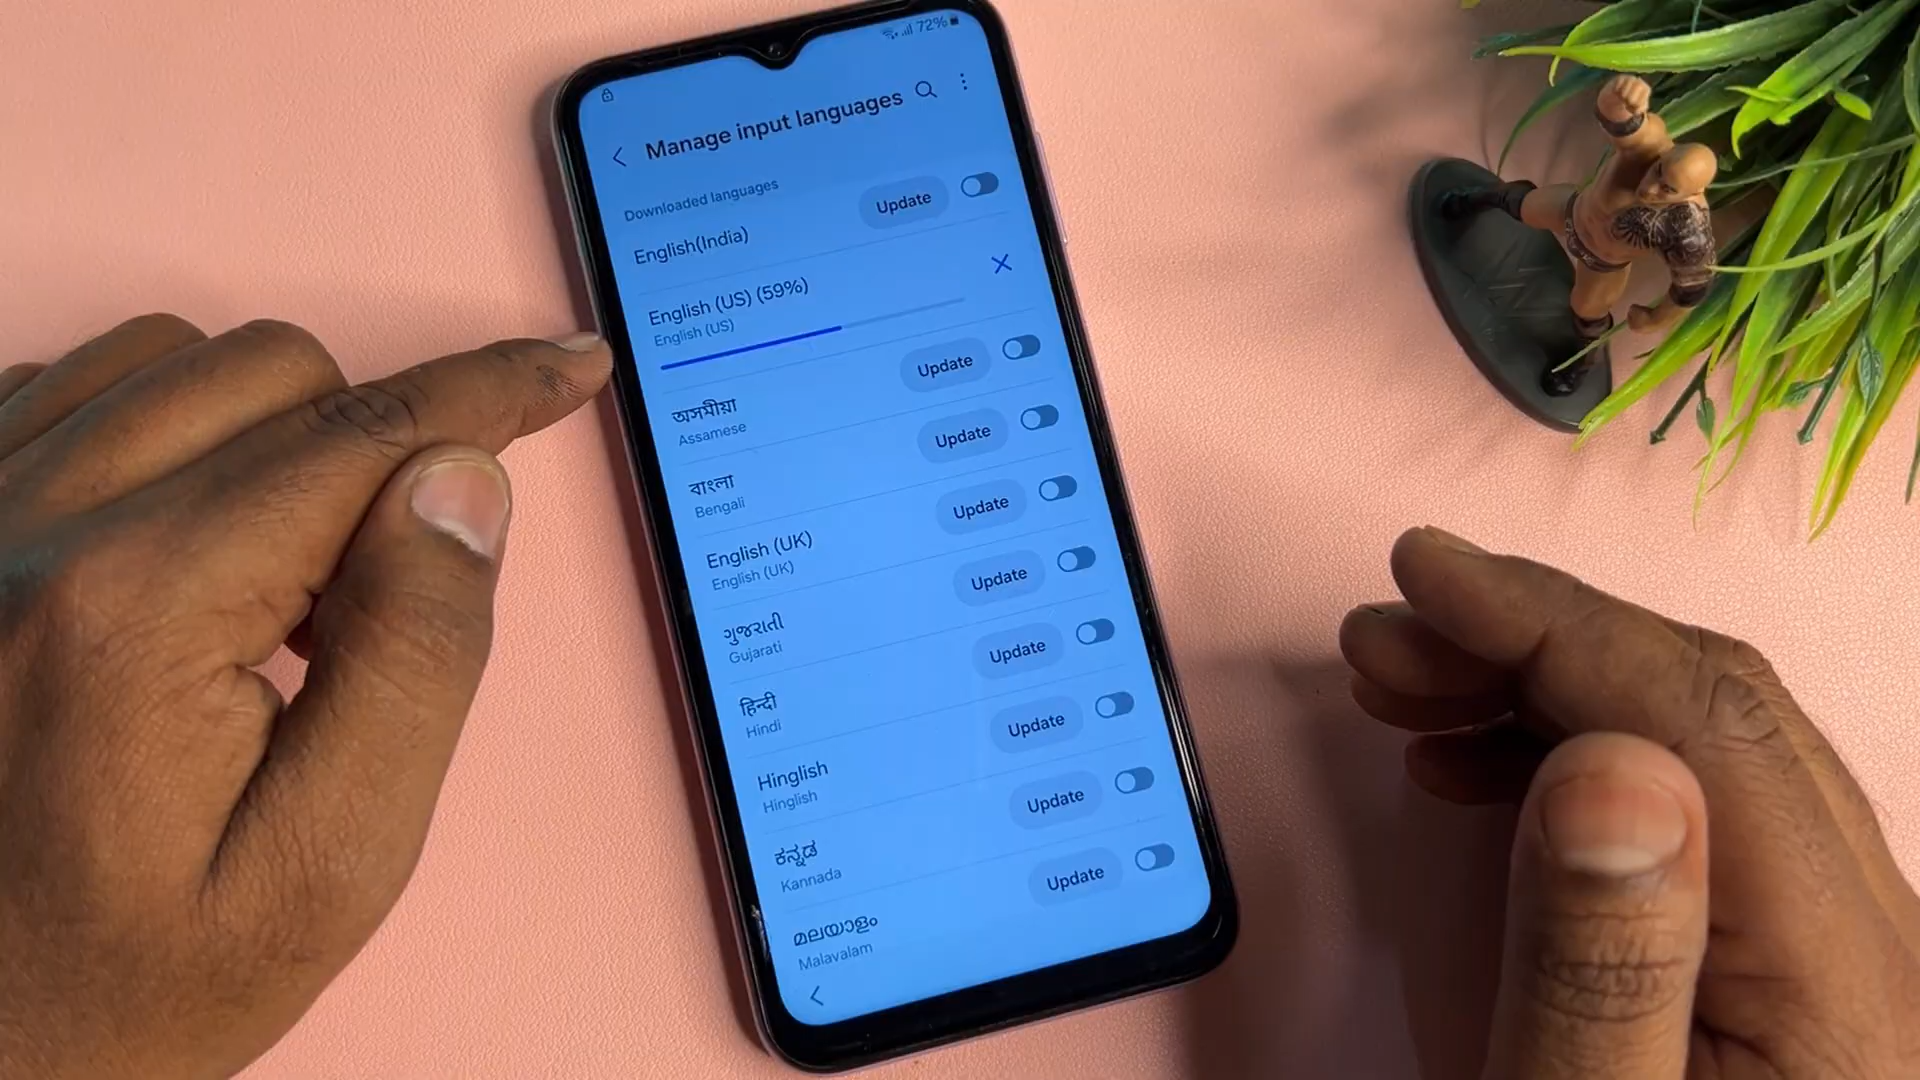 72%
Manage input languages
Downloaded languages
English(India)
Update
English (US) (59%)
English (US)
অসমীয়া
Assamese
Update
বাংলা
Bengali
Update
English (UK)
English (UK)
Update
ગુજરાતી
Gujarati
Update
हिन्दी
Hindi
Update
Hinglish
Hinglish
Update
ಕನ್ನಡ
Kannada
Update
മലയാളം
Malayalam
Update